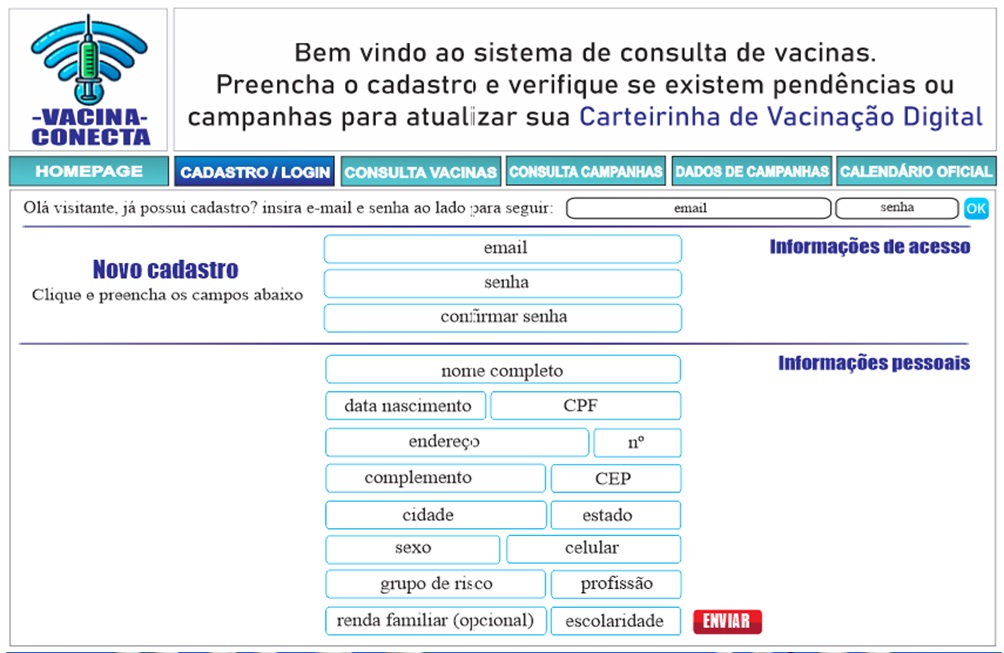 -VACINA-
CONECTA
Bem vindo ao sistema de consulta de vacinas.
Preencha o cadastro e verifique se existem pendências ou
campanhas para atualizar sua Carteirinha de Vacinação Digital
HOMEPAGE CADASTRO / LOGIN CONSULTA VACINAS CONSULTA CAMPANHAS DADOS DE CAMPANHAS CALENDÁRIO OFICIAL
Olá visitante, já possui cadastro? insira e-mail e senha ao lado para seguir: email senha OK
Novo cadastro
Clique e preencha os campos abaixo
email
senha
confirmar senha
Informações de acesso
Informações pessoais
nome completo
data nascimento CPF
endereço nº
complemento CEP
cidade estado
sexo celular
grupo de risco profissão
renda familiar (opcional) escolaridade ENVIAR